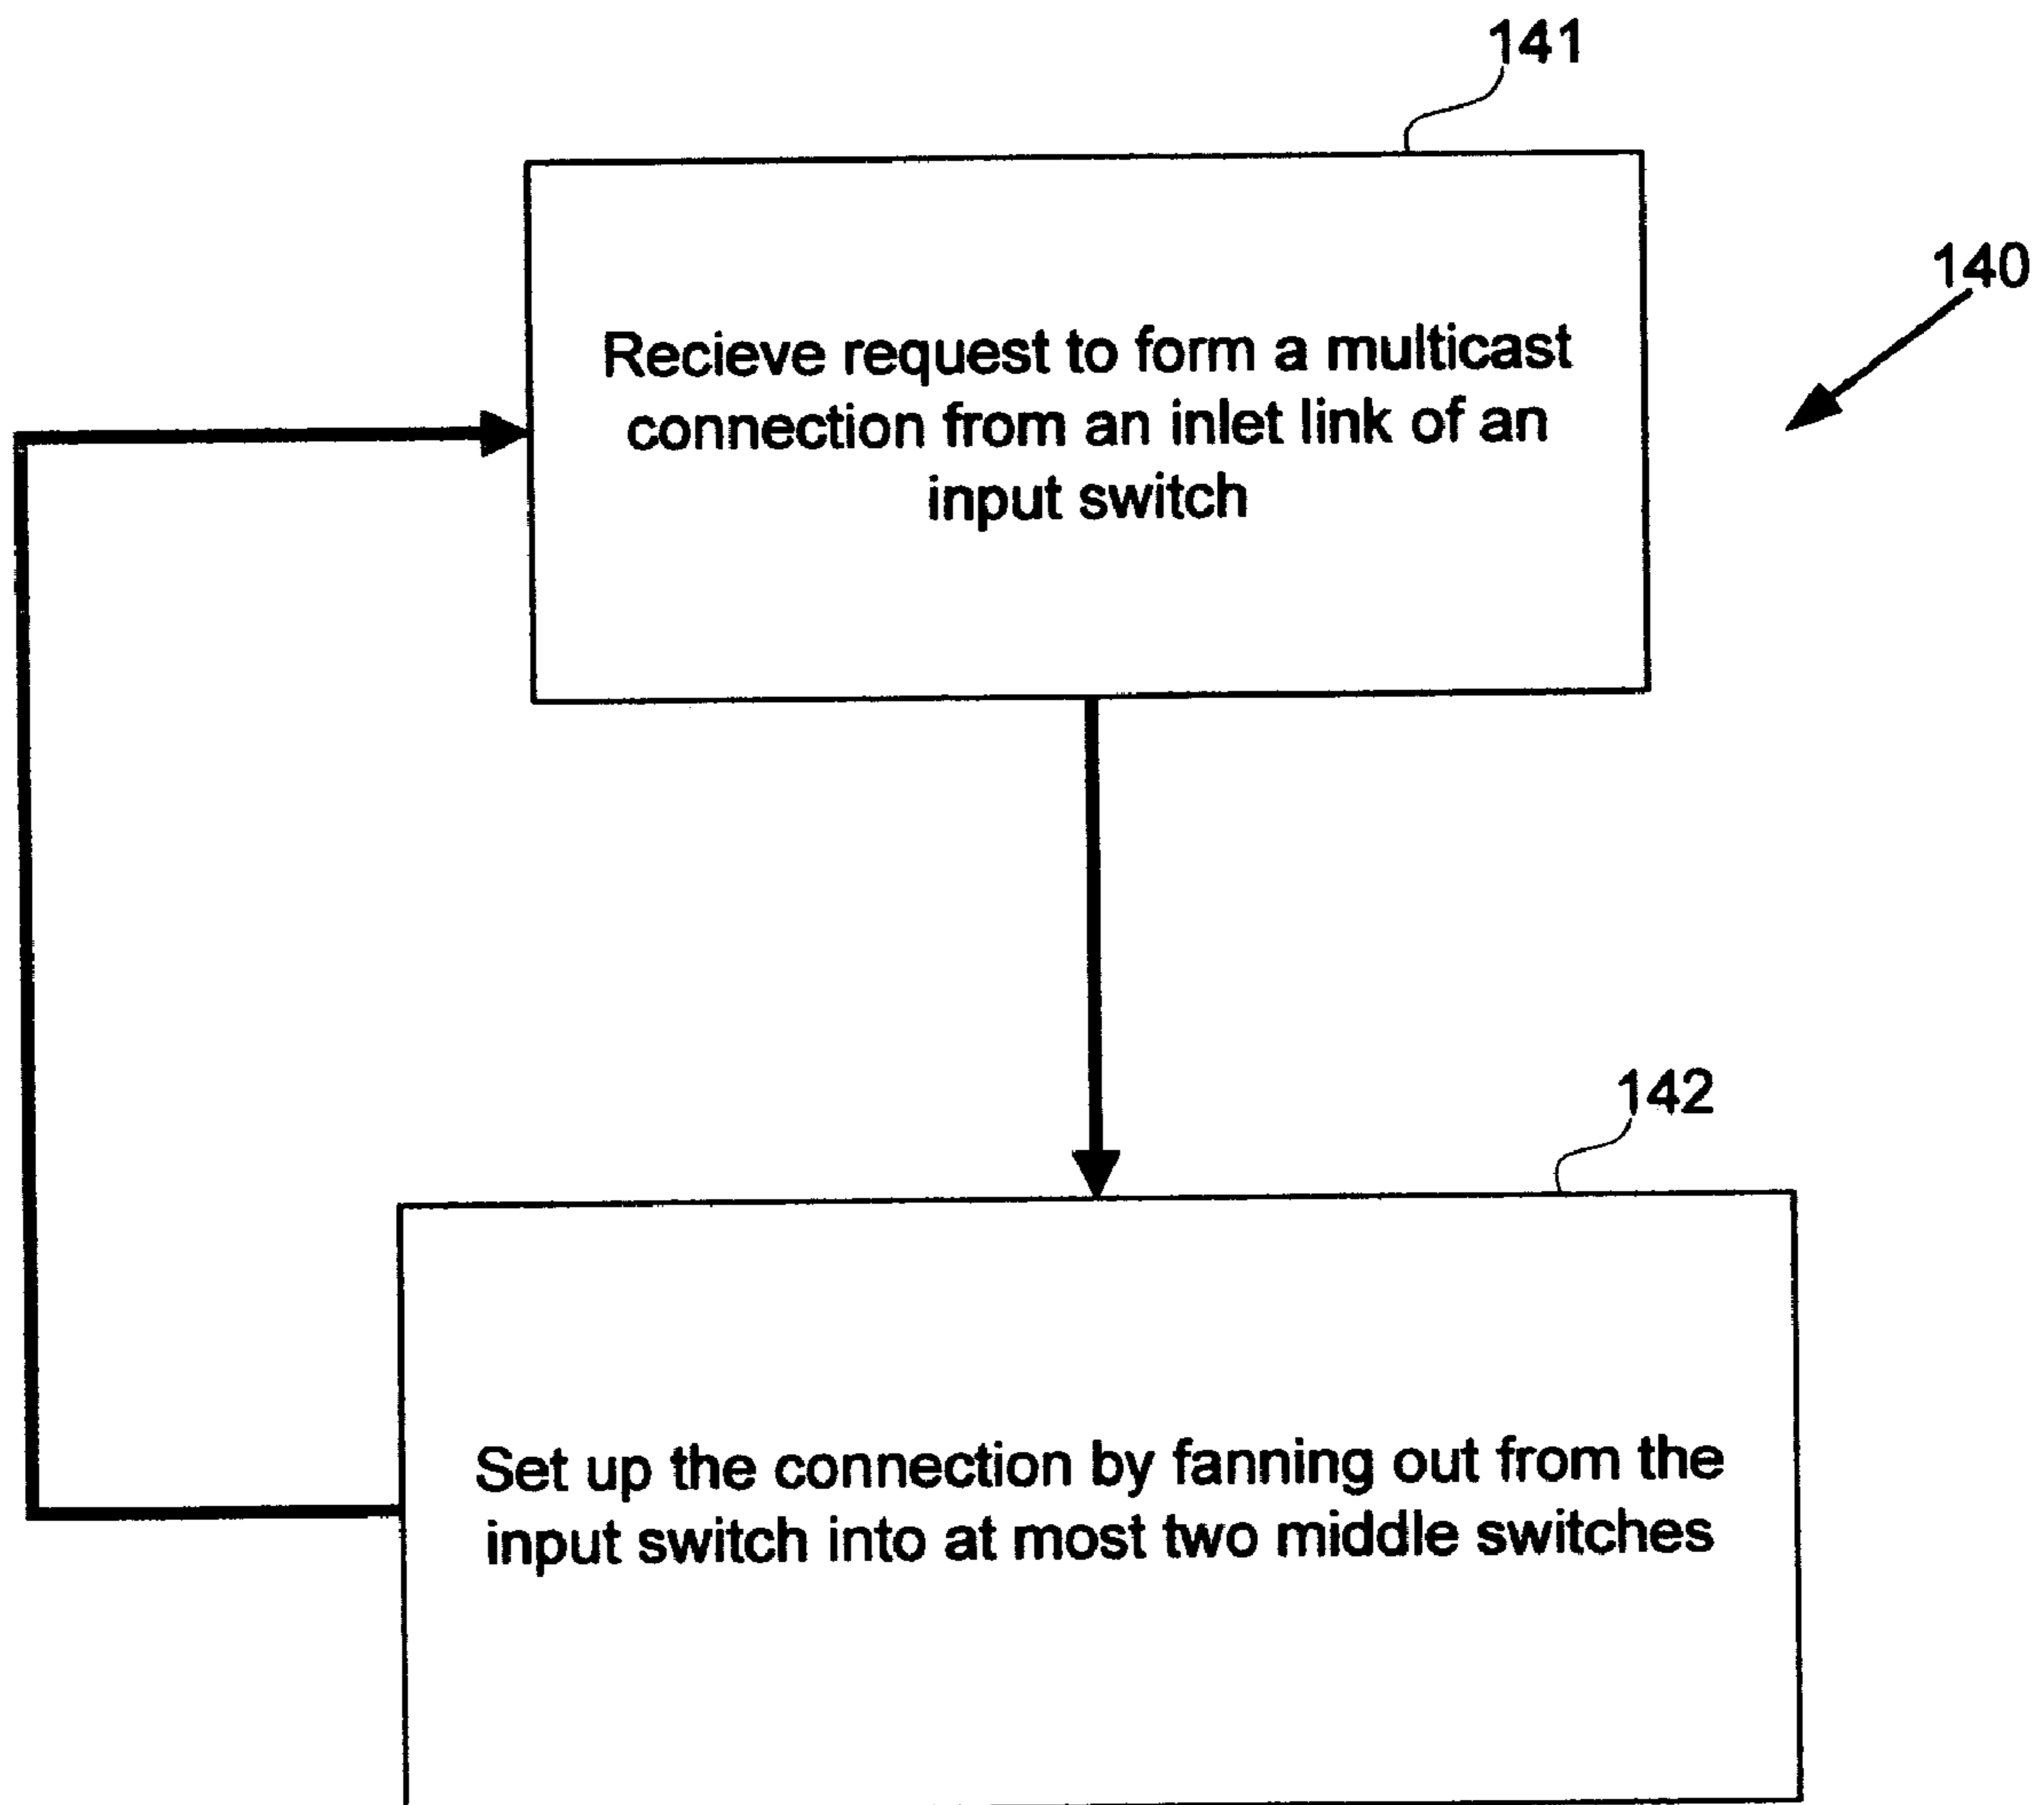 141
140
Recieve request to form a multicast
connection from an inlet link of an
input switch
142
Set up the connection by fanning out from the
input switch into at most two middle switches